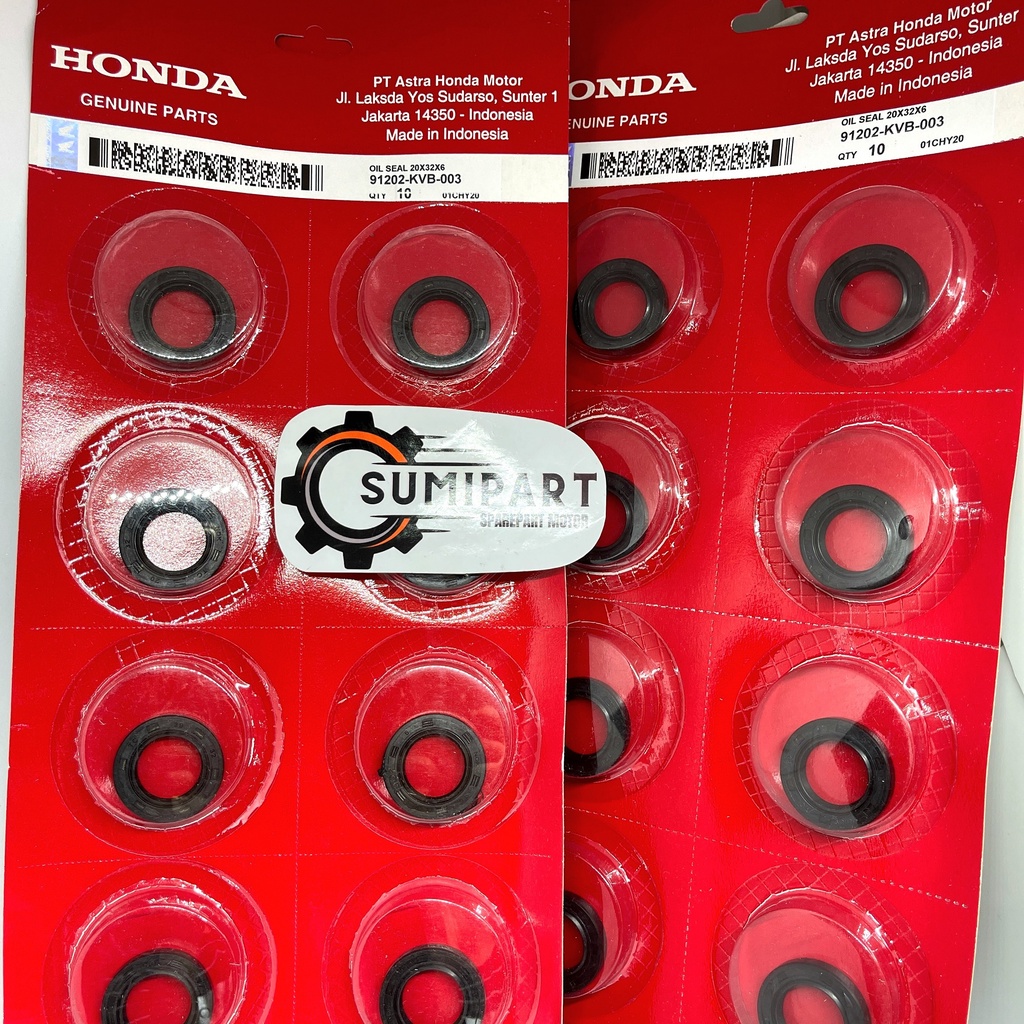 HONDA
GENUINE PARTS
PT Astra Honda Motor
Jl. Laksda Yos Sudarso, Sunter 1
Jakarta 14350 - Indonesia
Made in Indonesia
OIL SEAL 20X32X6
91202-KVB-003
QTY 10 01CHY20
ONDA
ENUINE PARTS
PT Astra Honda Motor
Jl. Laksda Yos Sudarso, Sunter
Jakarta 14350 - Indonesia
Made in Indonesia
OIL SEAL 20X32X6
91202-KVB-003
QTY 10 01CHY20
SUMIPART
SPAREPART MOTOR